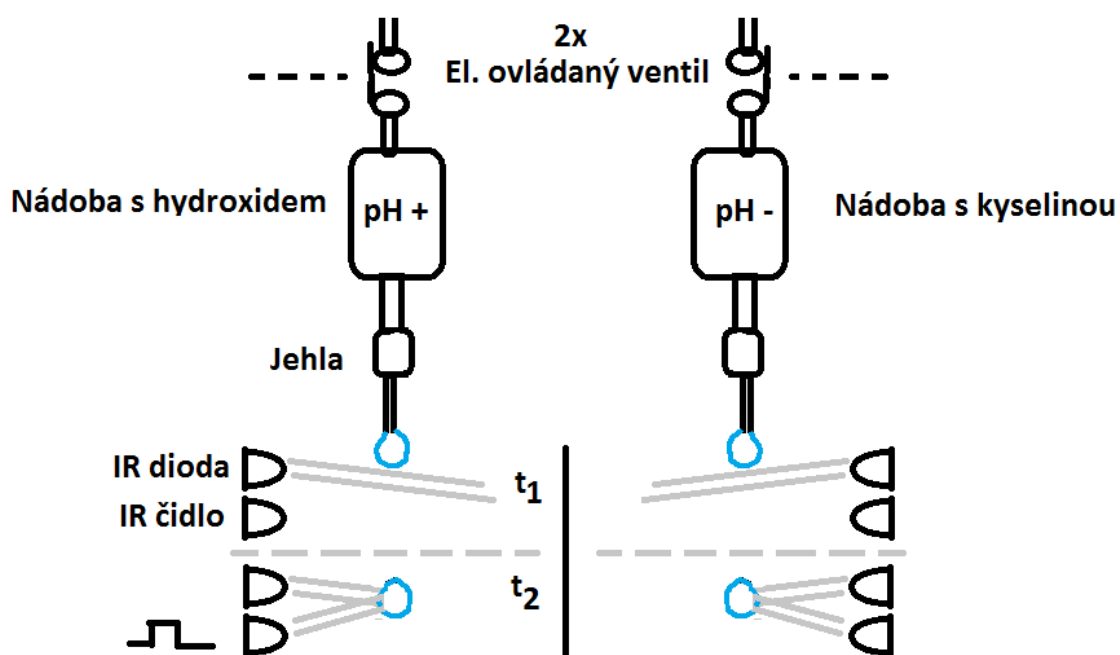 2x
El. ovládaný ventil
Nádoba s hydroxidem
pH +
pH -
Nádoba s kyselinou
Jehla
IR dioda
t1
IR čidlo
t2